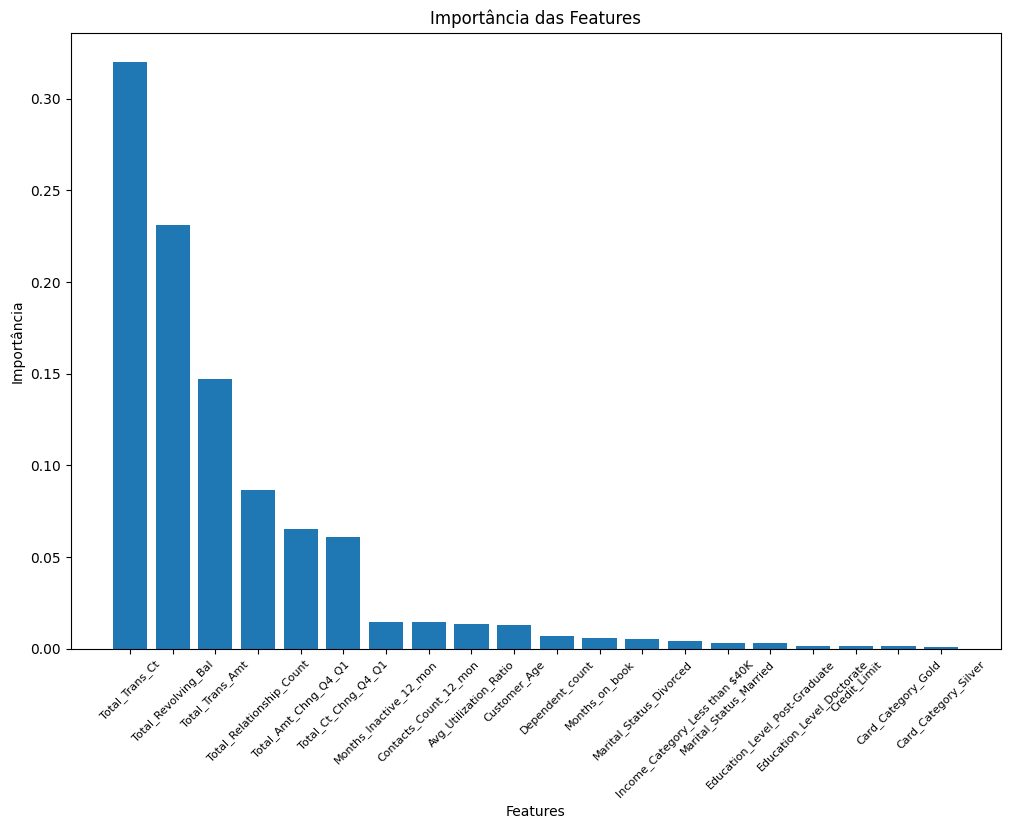 Importância das Features
Importância
0.30
0.25
0.20
0.15
0.10
0.05
0.00
Total_Trans_Ct
Total_Revolving_Bal
Total_Trans_Amt
Total_Relationship_Count
Total_Amt_Chng_Q4_Q1
Total_Ct_Chng_Q4_Q1
Months_Inactive_12_mon
Contacts_Count_12_mon
Avg_Utilization_Ratio
Customer_Age
Dependent_count
Months_on_book
Marital_Status_Divorced
Income_Category_Less than $40K
Marital_Status_Married
Education_Level_Post-Graduate
Education_Level_Doctorate
Credit_Limit
Card_Category_Gold
Card_Category_Silver
Features